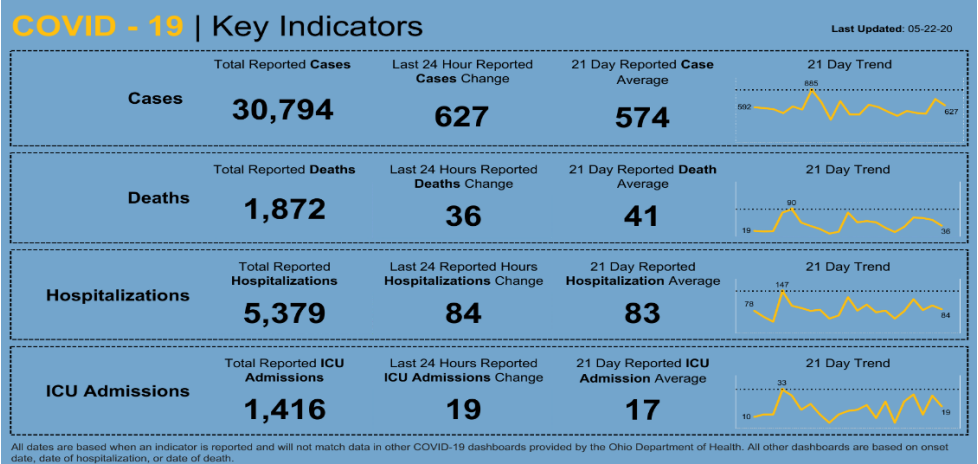 COVID - 19 | Key Indicators
Last Updated: 05-22-20
Cases
Total Reported Cases
30,794
Last 24 Hour Reported
Cases Change
627
21 Day Reported Case
Average
574
21 Day Trend
592
885
627
Deaths
Total Reported Deaths
1,872
Last 24 Hours Reported
Deaths Change
36
21 Day Reported Death
Average
41
21 Day Trend
19
90
36
Hospitalizations
Total Reported
Hospitalizations
5,379
Last 24 Reported Hours
Hospitalizations Change
84
21 Day Reported
Hospitalization Average
83
21 Day Trend
78
147
84
ICU Admissions
Total Reported ICU
Admissions
1,416
Last 24 Hours Reported
ICU Admissions Change
19
21 Day Reported ICU
Admission Average
17
21 Day Trend
10
33
19
All dates are based when an indicator is reported and will not match data in other COVID-19 dashboards provided by the Ohio Department of Health. All other dashboards are based on onset
date, date of hospitalization, or date of death.